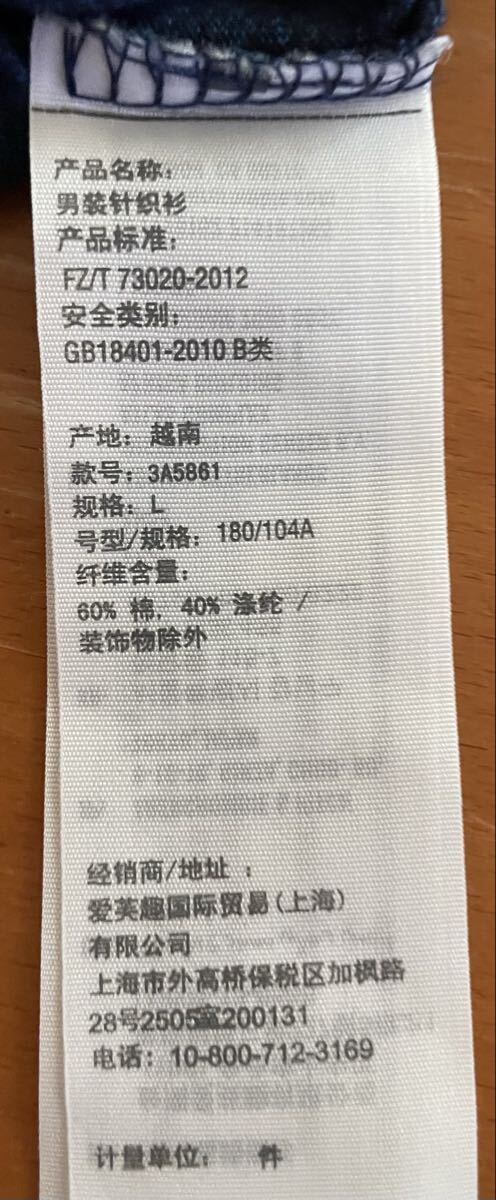 产品名称：
男装针织衫
产品标准：
FZ/T 73020-2012
安全类别：
GB18401-2010 B类
产地：越南
款号：3A5861
规格：L
号型/规格：180/104A
纤维含量：
60% 棉, 40% 涤纶 /
装饰物除外
经销商/地址 ：
爱芙趣国际贸易(上海)
有限公司
上海市外高桥保税区加枫路
28号2505室200131
电话：10-800-712-3169
计量单位： 件